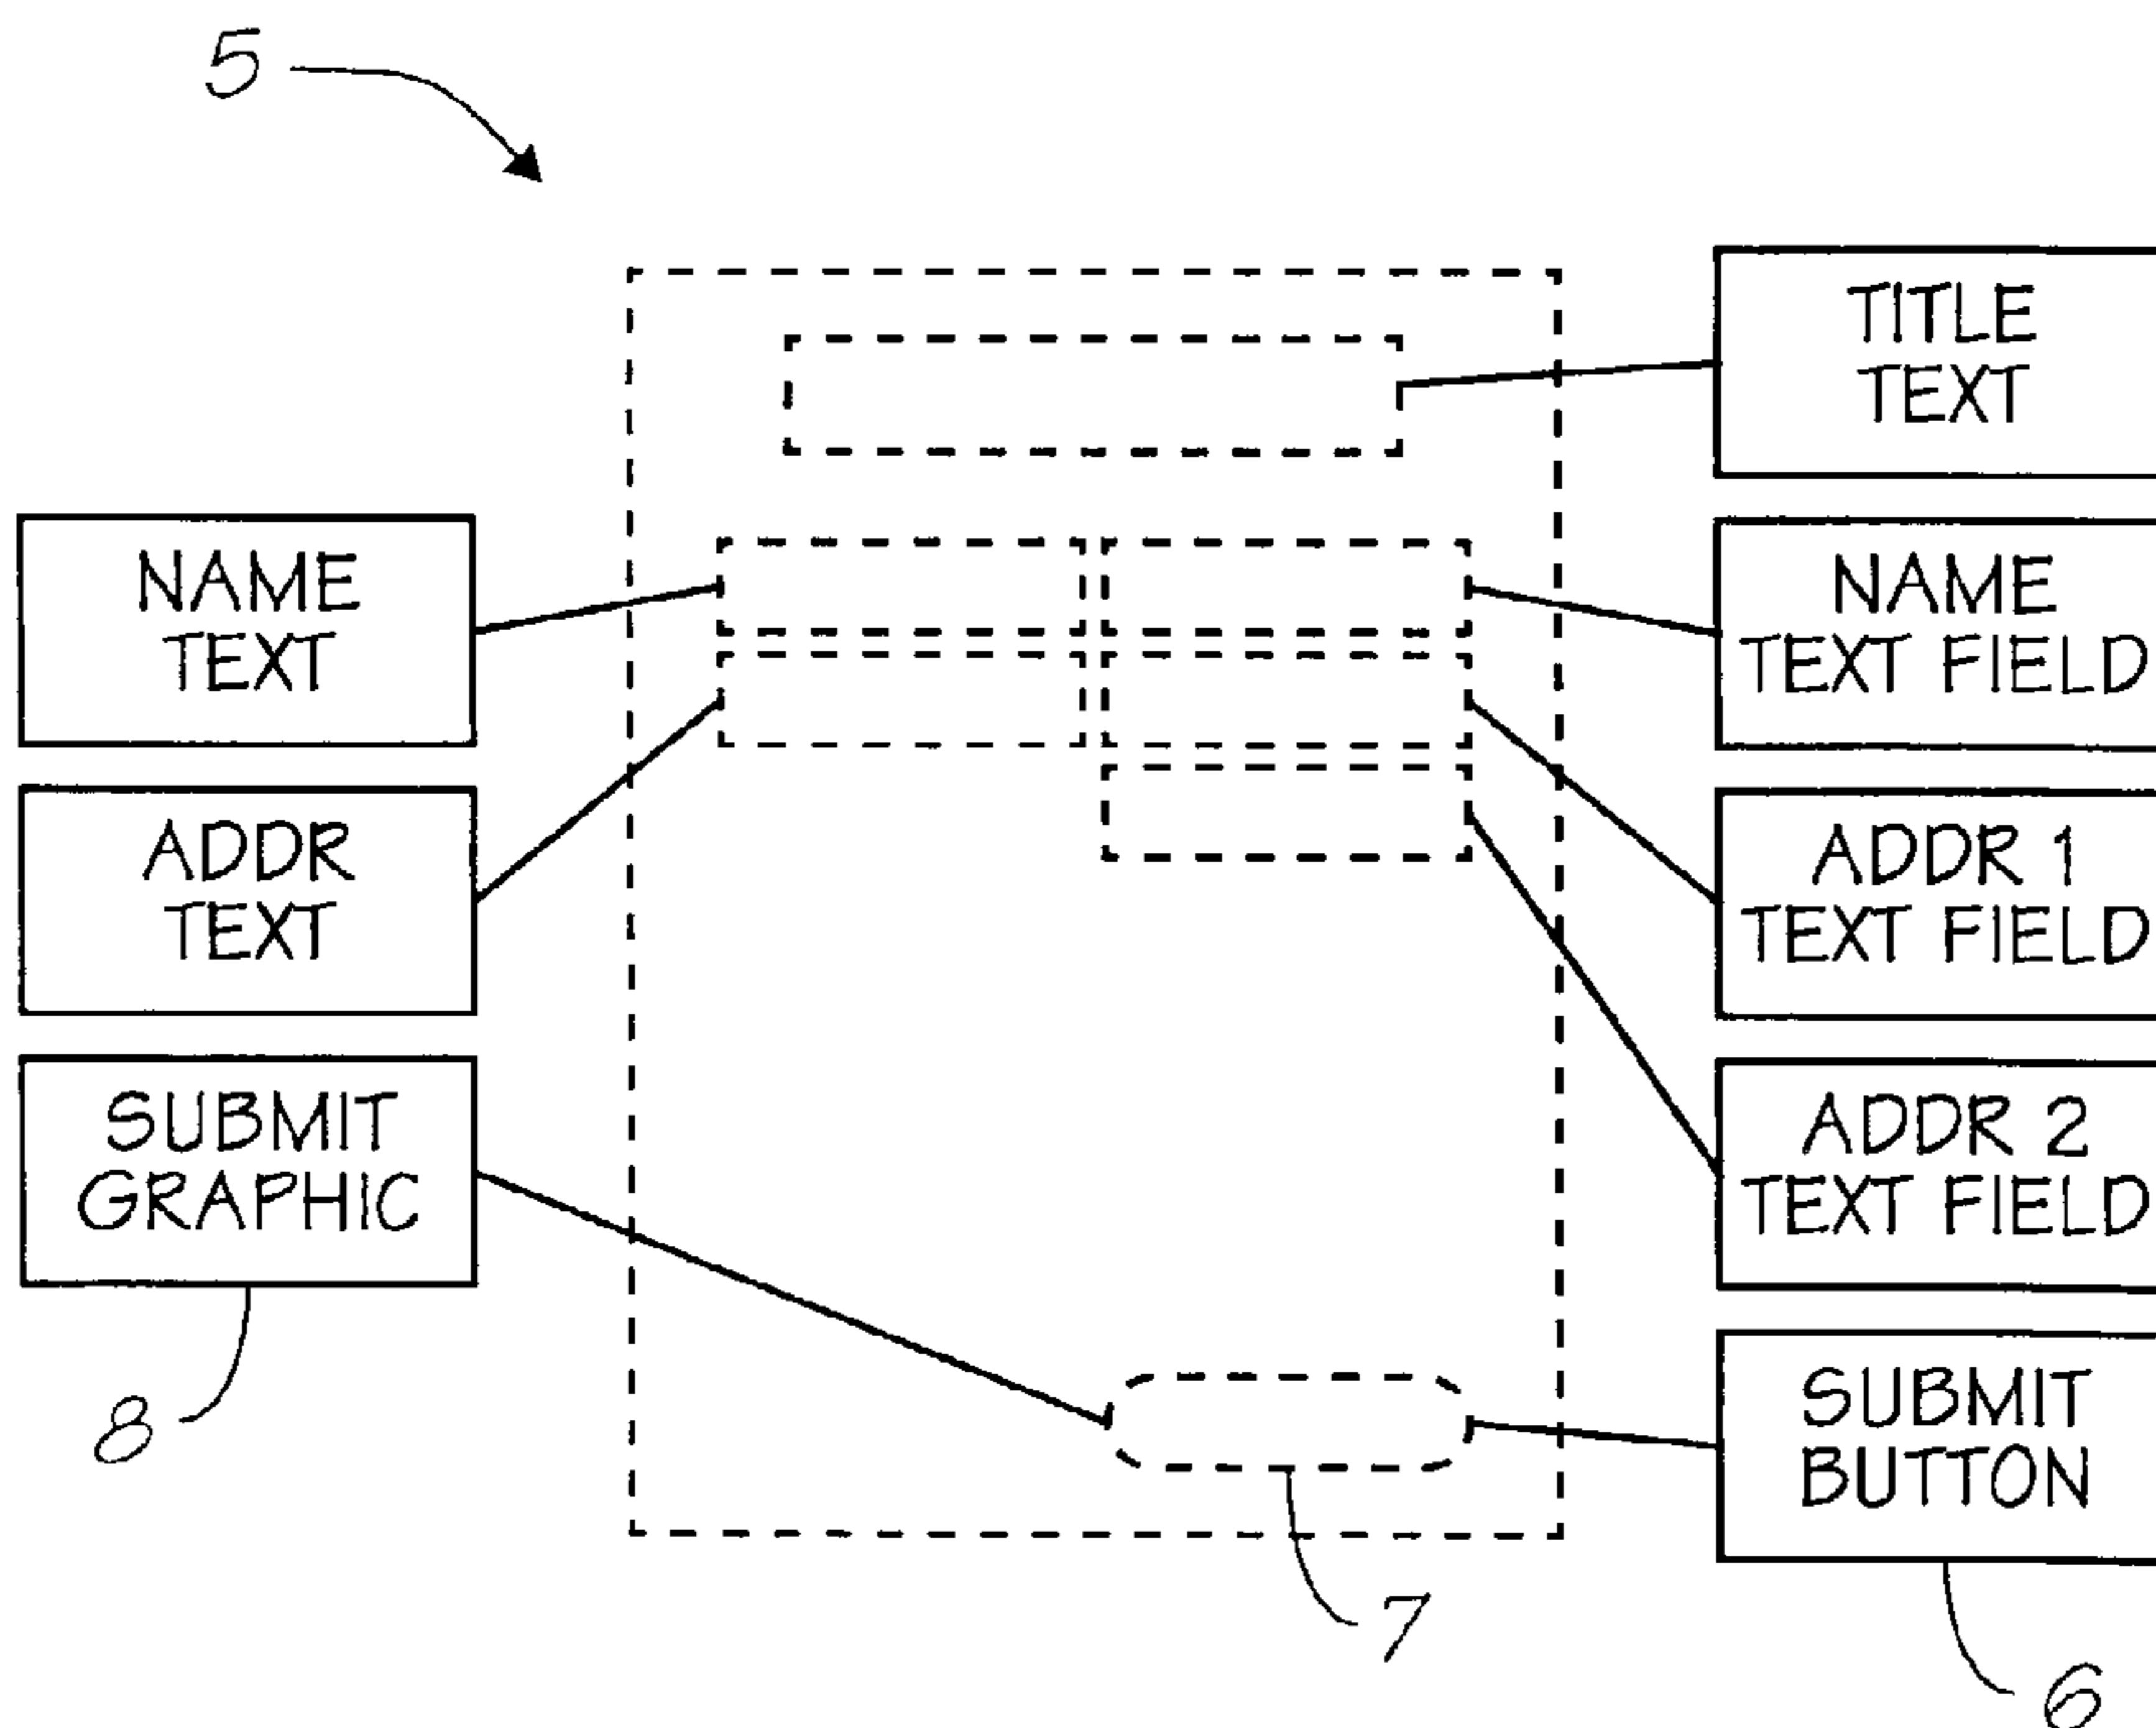 5
TITLE
TEXT
NAME
TEXT
NAME
TEXT FIELD
ADDR
TEXT
ADDR 1
TEXT FIELD
SUBMIT
GRAPHIC
ADDR 2
TEXT FIELD
8
SUBMIT
BUTTON
7
6